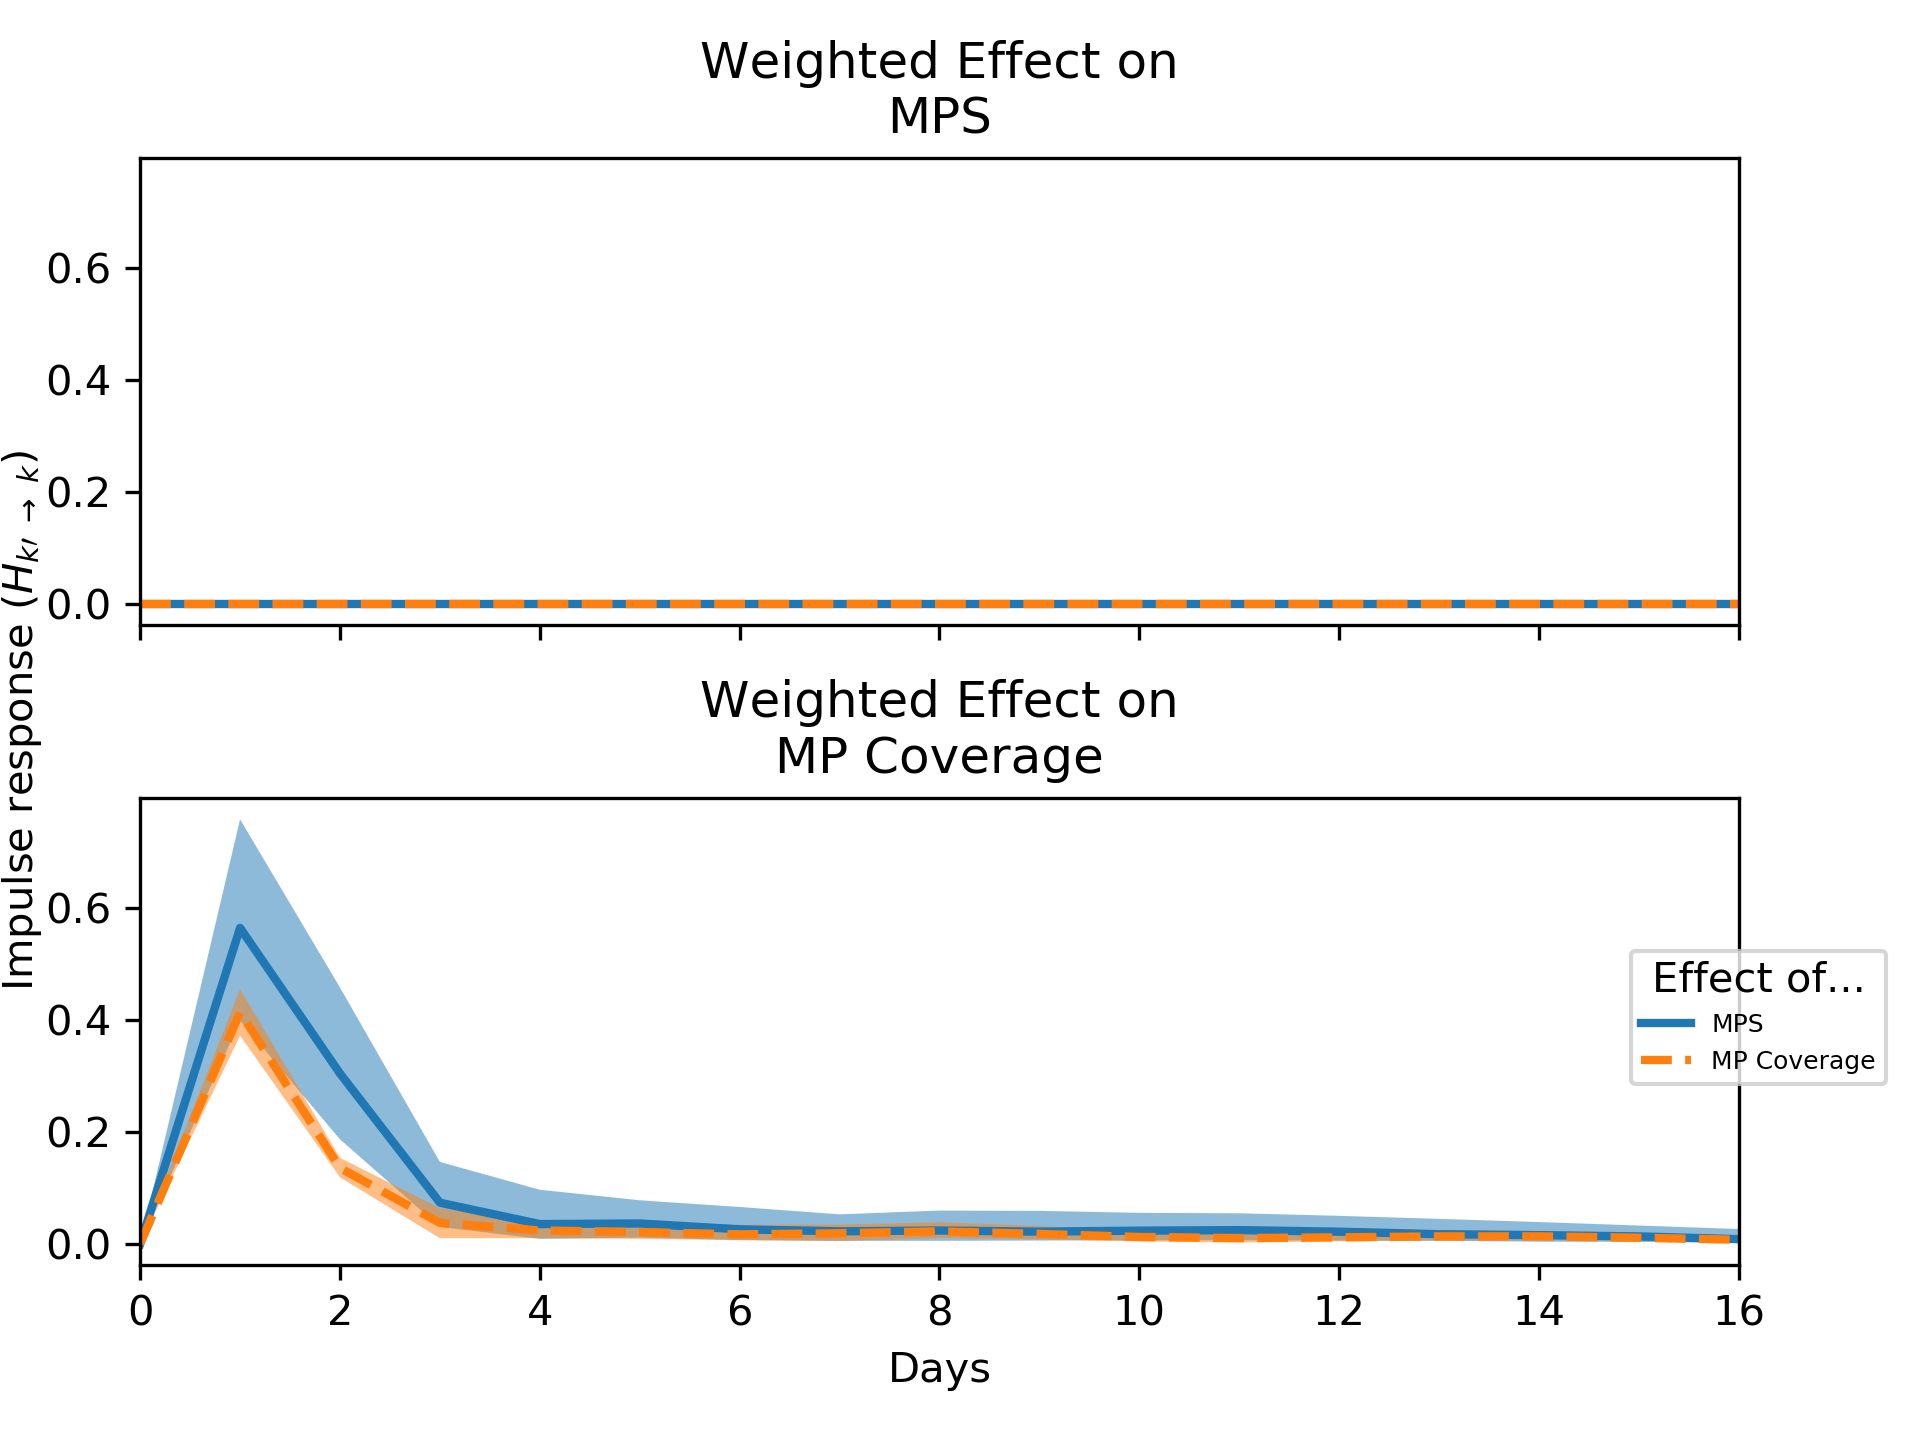 Weighted Effect on
MPS
0.6
0.4
0.2
0.0
Impulse response (H_{k′ → k})
Weighted Effect on
MP Coverage
0.6
0.4
0.2
0.0
Effect of...
MPS
MP Coverage
0 2 4 6 8 10 12 14 16
Days